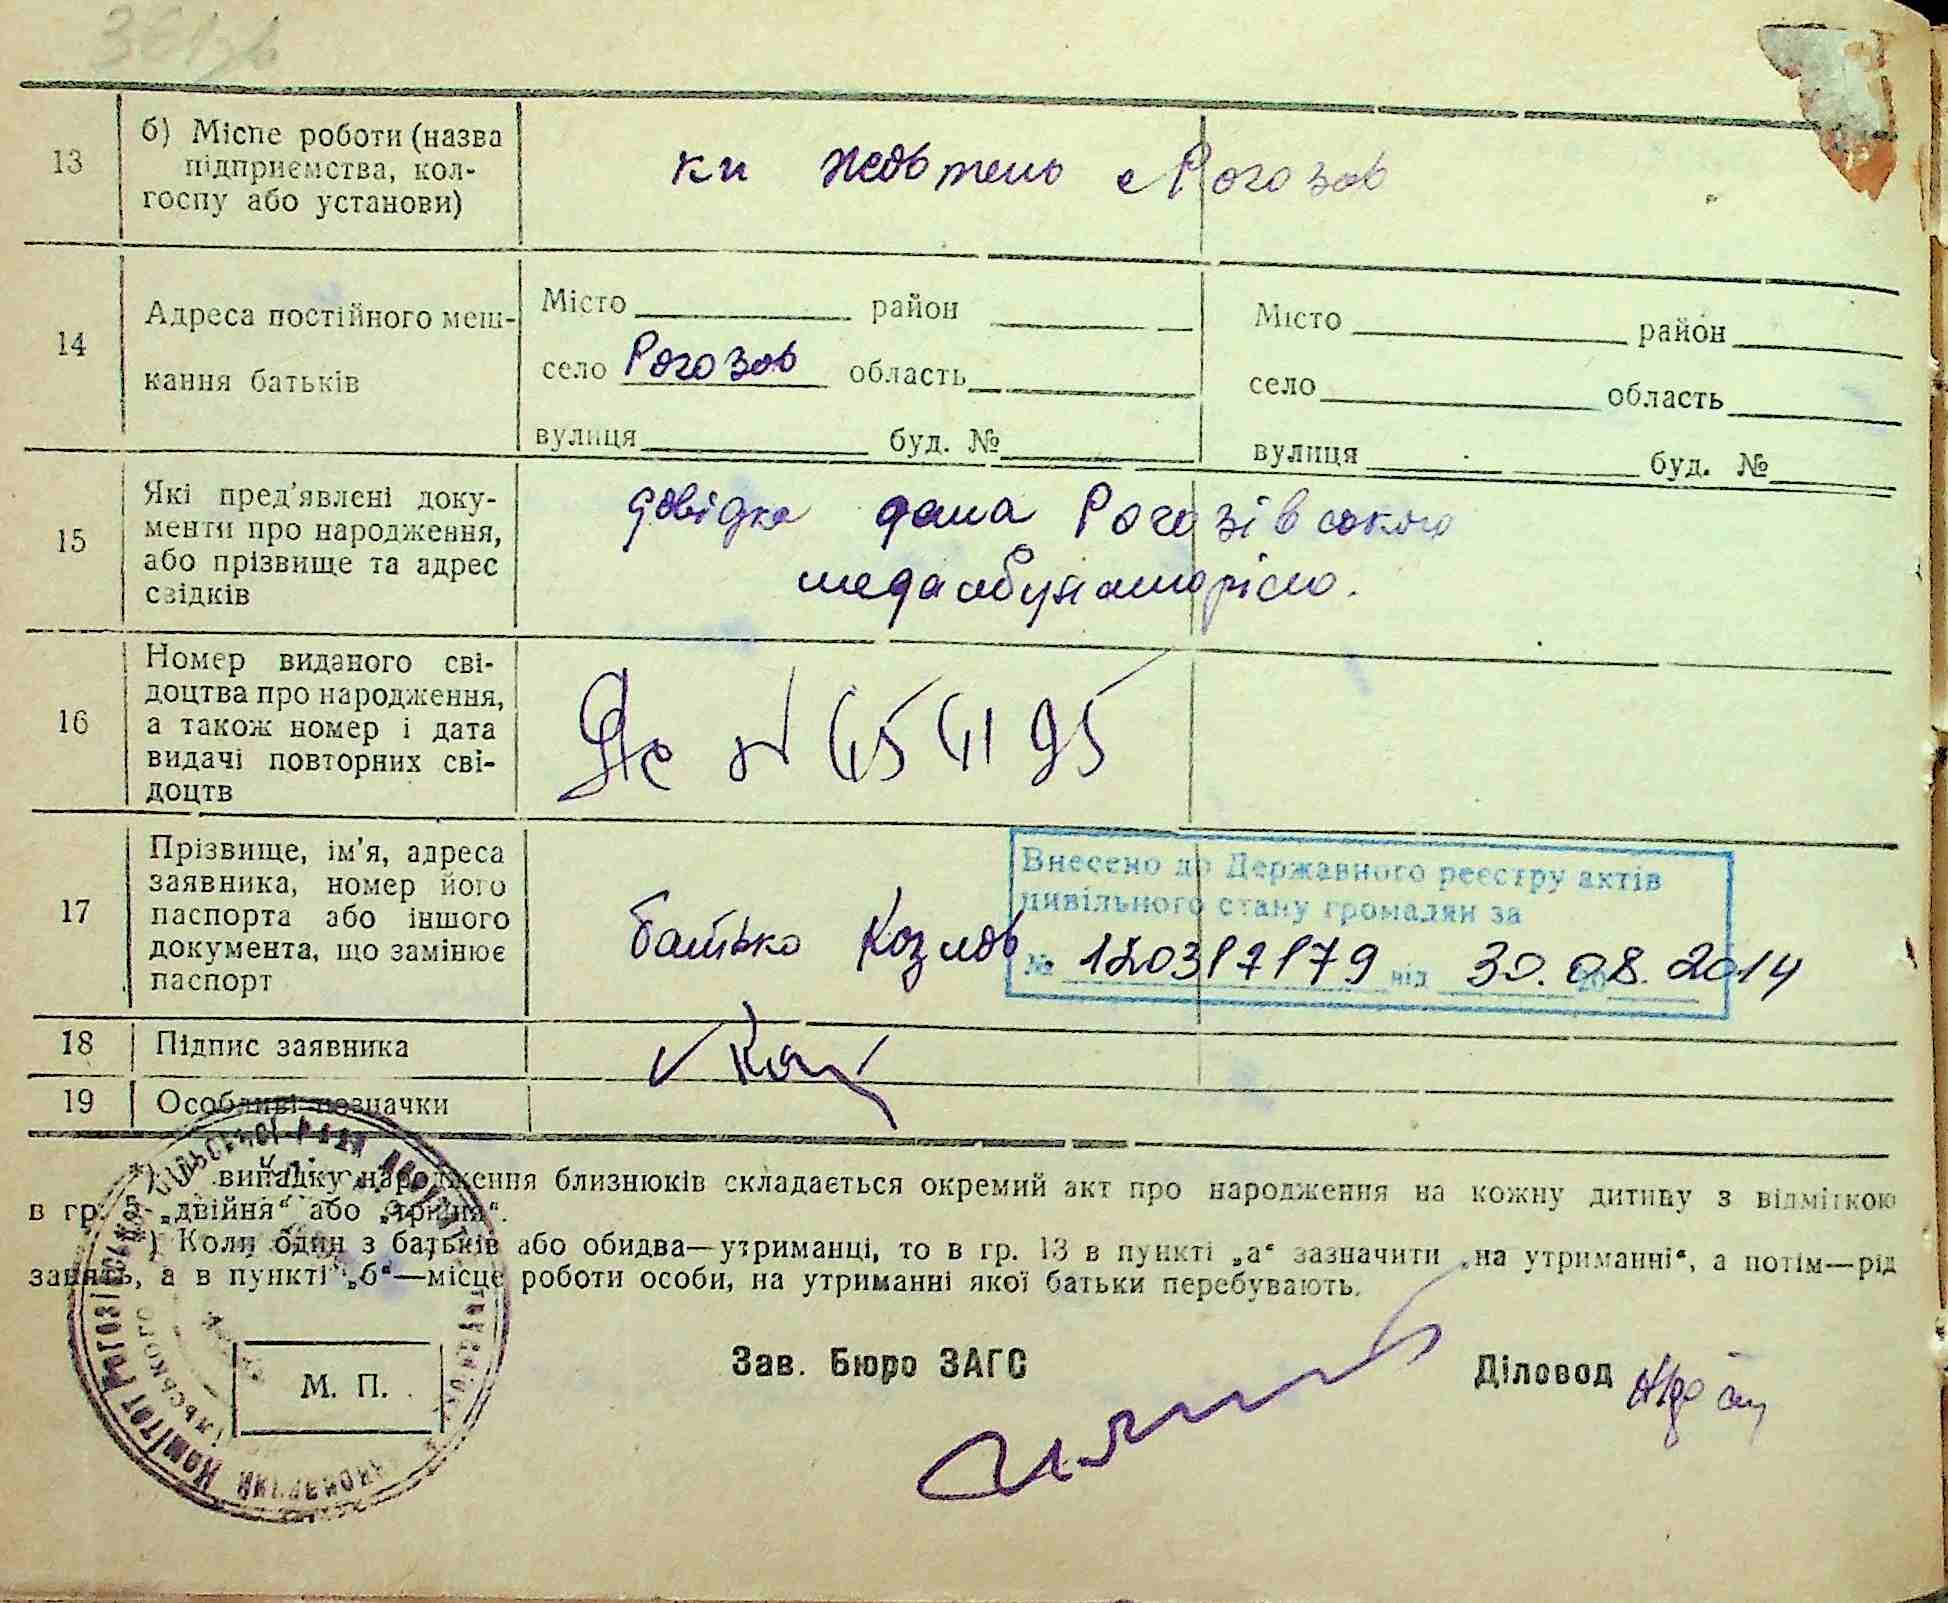 13
б) Місце роботи (назва
підприємства, кол-
госпу або установи)
кп жовтень с Рогозов
14
Адреса постійного меш-
кання батьків
Місто район
село Рогозов область
вулиця буд. №
Місто район
село область
вулиця буд. №
15
Які пред'явлені доку-
менти про народження,
або прізвище та адрес
свідків
довідка дана Рогозівською
медамбулаторією.
16
Номер виданого сві-
доцтва про народження,
а також номер і дата
видачі повторних сві-
доцтв
№ 454195
17
Прізвище, ім'я, адреса
заявника, номер його
паспорта або іншого
документа, що замінює
паспорт
батько Козлов
Внесено до Державного реєстру актів
цивільного стану громадян за
№ від 30.08.2014
18
Підпис заявника
19
Особливі позначки
У випадку народження близнюків складається окремий акт про народження на кожну дитину з відміткою
в гр. 5 „двійня“ або „трійня“.
) Коли один з батьків або обидва—утриманці, то в гр. 13 в пункті „а“ зазначити „на утриманні“, а потім—рід
занять, а в пункті „б“—місце роботи особи, на утриманні якої батьки перебувають.
М. П.
Зав. Бюро ЗАГС
Діловод